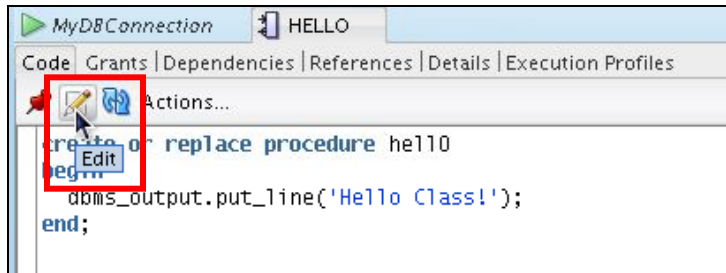 MyDBConnection HELLO
Code Grants | Dependencies | References | Details | Execution Profiles
Actions...
create or replace procedure hell0
Edit
begin
dbms_output.put_line('Hello Class!');
end;